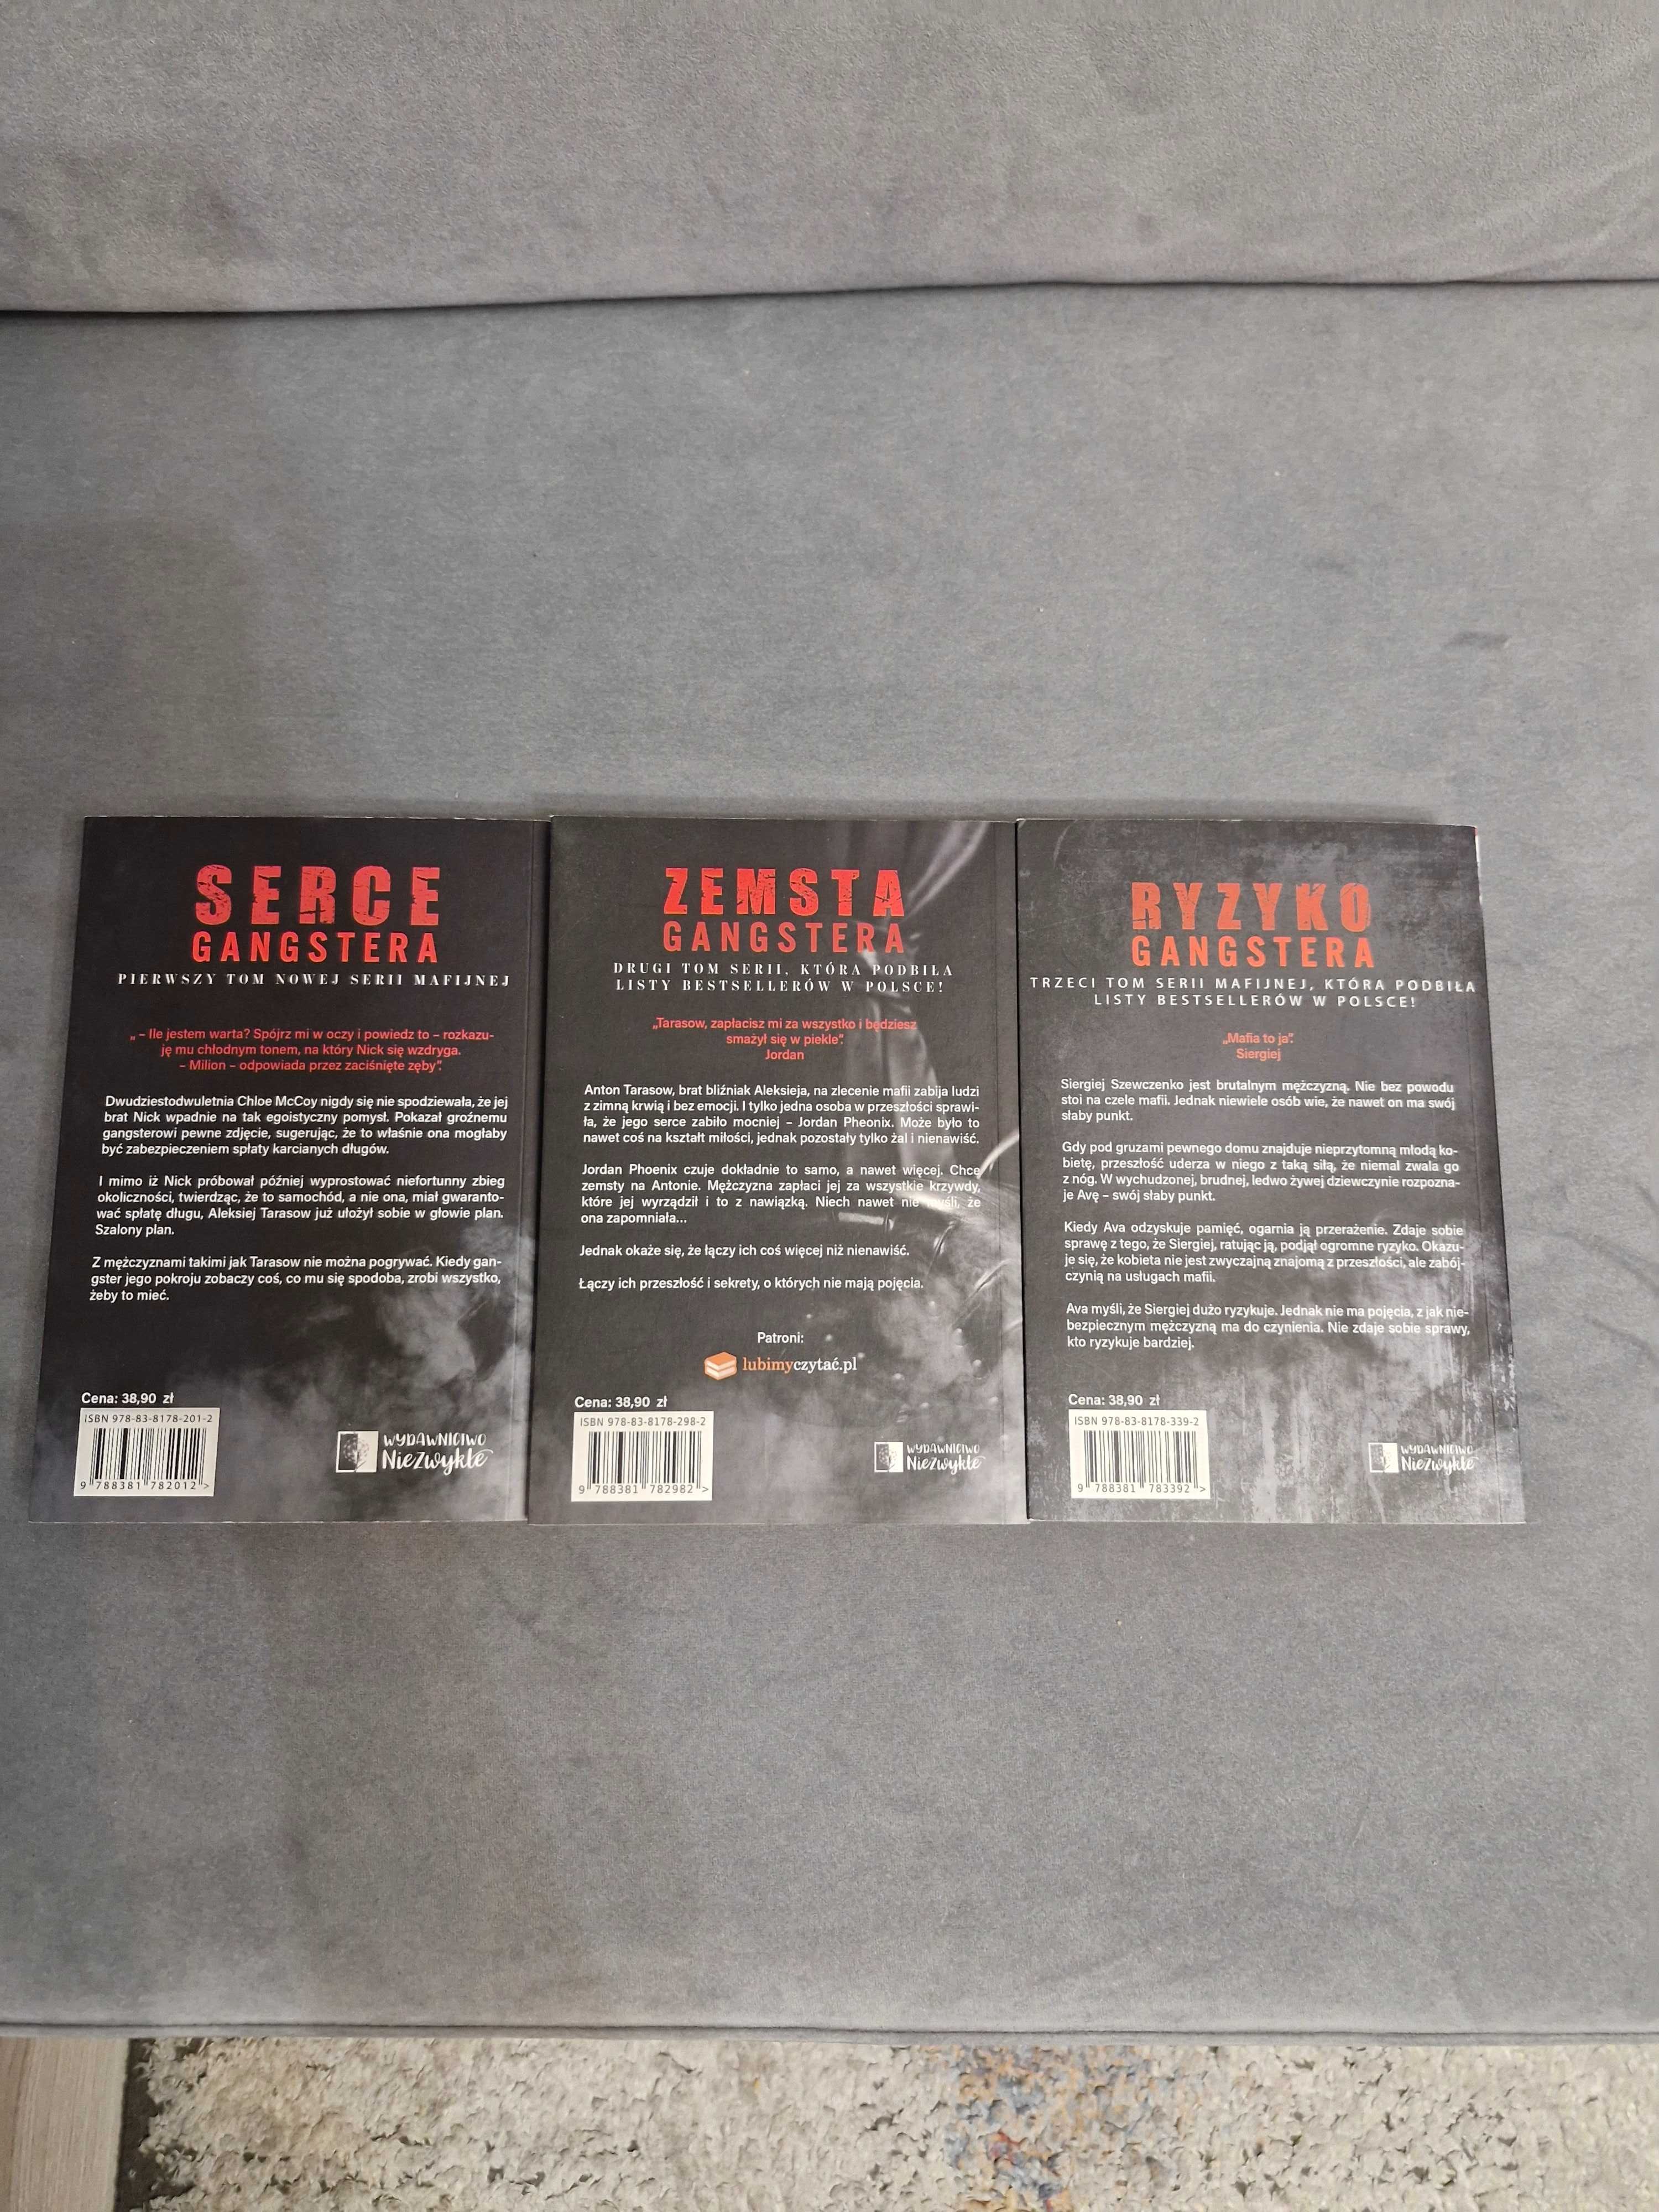 SERCE
GANGSTERA
PIERWSZY TOM NOWEJ SERII MAFIJNEJ
„ – Ile jestem warta? Spójrz mi w oczy i powiedz to – rozkazu-
ję mu chłodnym tonem, na który Nick się wzdryga.
– Milion – odpowiada przez zaciśnięte zęby”.
Dwudziestodwuletnia Chloe McCoy nigdy się nie spodziewała, że jej
brat Nick wpadnie na tak egoistyczny pomysł. Pokazał groźnemu
gangsterowi pewne zdjęcie, sugerując, że to właśnie ona mogłaby
być zabezpieczeniem spłaty karcianych długów.
I mimo iż Nick próbował później wyprostować niefortunny zbieg
okoliczności, twierdząc, że to samochód, a nie ona, miał gwaranto-
wać spłatę długu, Aleksiej Tarasow już ułożył sobie w głowie plan.
Szalony plan.
Z mężczyznami takimi jak Tarasow nie można pogrywać. Kiedy gan-
gster jego pokroju zobaczy coś, co mu się spodoba, zrobi wszystko,
żeby to mieć.
Cena: 38,90 zł
ISBN 978-83-8178-201-2
9 788381 782012 >
WYDAWNICTWO
NieZwykłe
ZEMSTA
GANGSTERA
DRUGI TOM SERII, KTÓRA PODBIŁA
LISTY BESTSELLERÓW W POLSCE!
„Tarasow, zapłacisz mi za wszystko i będziesz
smażył się w piekle”.
Jordan
Anton Tarasow, brat bliźniak Aleksieja, na zlecenie mafii zabija ludzi
z zimną krwią i bez emocji. I tylko jedna osoba w przeszłości sprawi-
ła, że jego serce zabiło mocniej – Jordan Pheonix. Może było to
nawet coś na kształt miłości, jednak pozostały tylko żal i nienawiść.
Jordan Phoenix czuje dokładnie to samo, a nawet więcej. Chce
zemsty na Antonie. Mężczyzna zapłaci jej za wszystkie krzywdy,
które jej wyrządził i to z nawiązką. Niech nawet nie myśli, że
ona zapomniała...
Jednak okaże się, że łączy ich coś więcej niż nienawiść.
Łączy ich przeszłość i sekrety, o których nie mają pojęcia.
Patroni:
lubimyczytać.pl
Cena: 38,90 zł
ISBN 978-83-8178-298-2
9 788381 782982 >
WYDAWNICTWO
NieZwykłe
RYZYKO
GANGSTERA
TRZECI TOM SERII MAFIJNEJ, KTÓRA PODBIŁA
LISTY BESTSELLERÓW W POLSCE!
„Mafia to ja”.
Siergiej
Siergiej Szewczenko jest brutalnym mężczyzną. Nie bez powodu
stoi na czele mafii. Jednak niewiele osób wie, że nawet on ma swój
słaby punkt.
Gdy pod gruzami pewnego domu znajduje nieprzytomną młodą ko-
bietę, przeszłość uderza w niego z taką siłą, że niemal zwala go
z nóg. W wychudzonej, brudnej, ledwo żywej dziewczynie rozpozna-
je Avę – swój słaby punkt.
Kiedy Ava odzyskuje pamięć, ogarnia ją przerażenie. Zdaje sobie
sprawę z tego, że Siergiej, ratując ją, podjął ogromne ryzyko. Okazu-
je się, że kobieta nie jest zwyczajną znajomą z przeszłości, ale zabój-
czynią na usługach mafii.
Ava myśli, że Siergiej dużo ryzykuje. Jednak nie ma pojęcia, z jak nie-
bezpiecznym mężczyzną ma do czynienia. Nie zdaje sobie sprawy,
kto ryzykuje bardziej.
Cena: 38,90 zł
ISBN 978-83-8178-339-2
9 788381 783392 >
WYDAWNICTWO
NieZwykłe